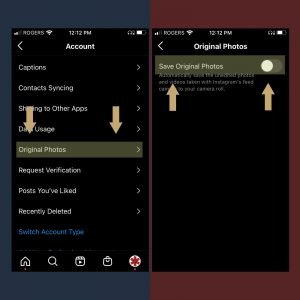 ROGERS 12:12 PM
Account
Captions
Contacts Syncing
Sharing to Other Apps
Data Usage
Original Photos
Request Verification
Posts You've Liked
Recently Deleted
Switch Account Type
ROGERS 12:12 PM
Original Photos
Save Original Photos
Automatically save the unedited photos
and videos taken with Instagram's feed
camera to your camera roll.